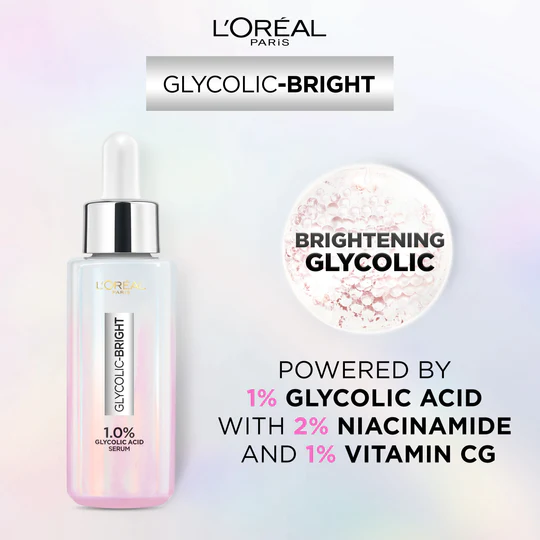 L'ORÉAL
PARIS
GLYCOLIC-BRIGHT
L'ORÉAL
PARIS
GLYCOLIC-BRIGHT
1.0%
GLYCOLIC ACID
SERUM
BRIGHTENING
GLYCOLIC
POWERED BY
1% GLYCOLIC ACID
WITH 2% NIACINAMIDE
AND 1% VITAMIN CG